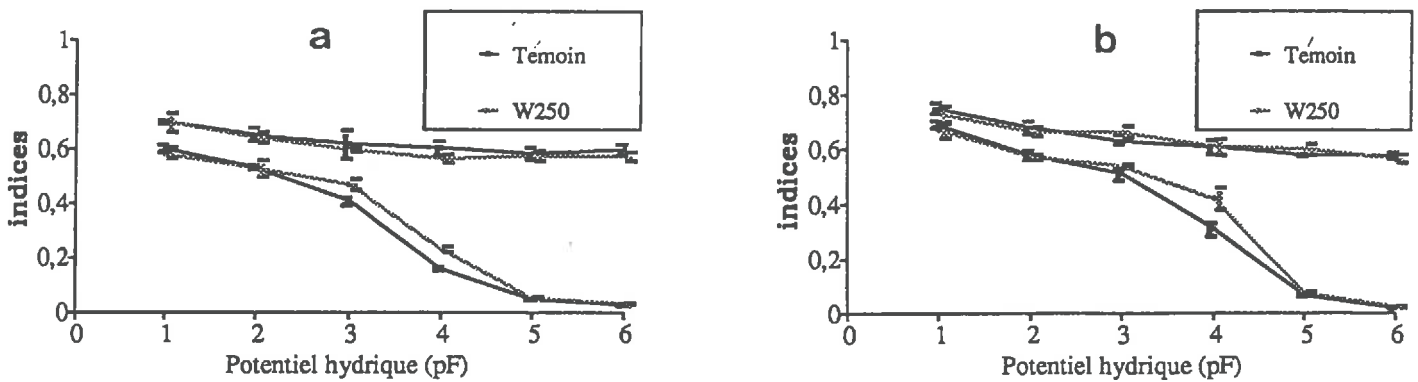 a
Témoin
W250
1
0,8
0,6
0,4
0,2
0
indices
0 1 2 3 4 5 6
Potentiel hydrique (pF)
b
Témoin
W250
1
0,8
0,6
0,4
0,2
0
indices
0 1 2 3 4 5 6
Potentiel hydrique (pF)